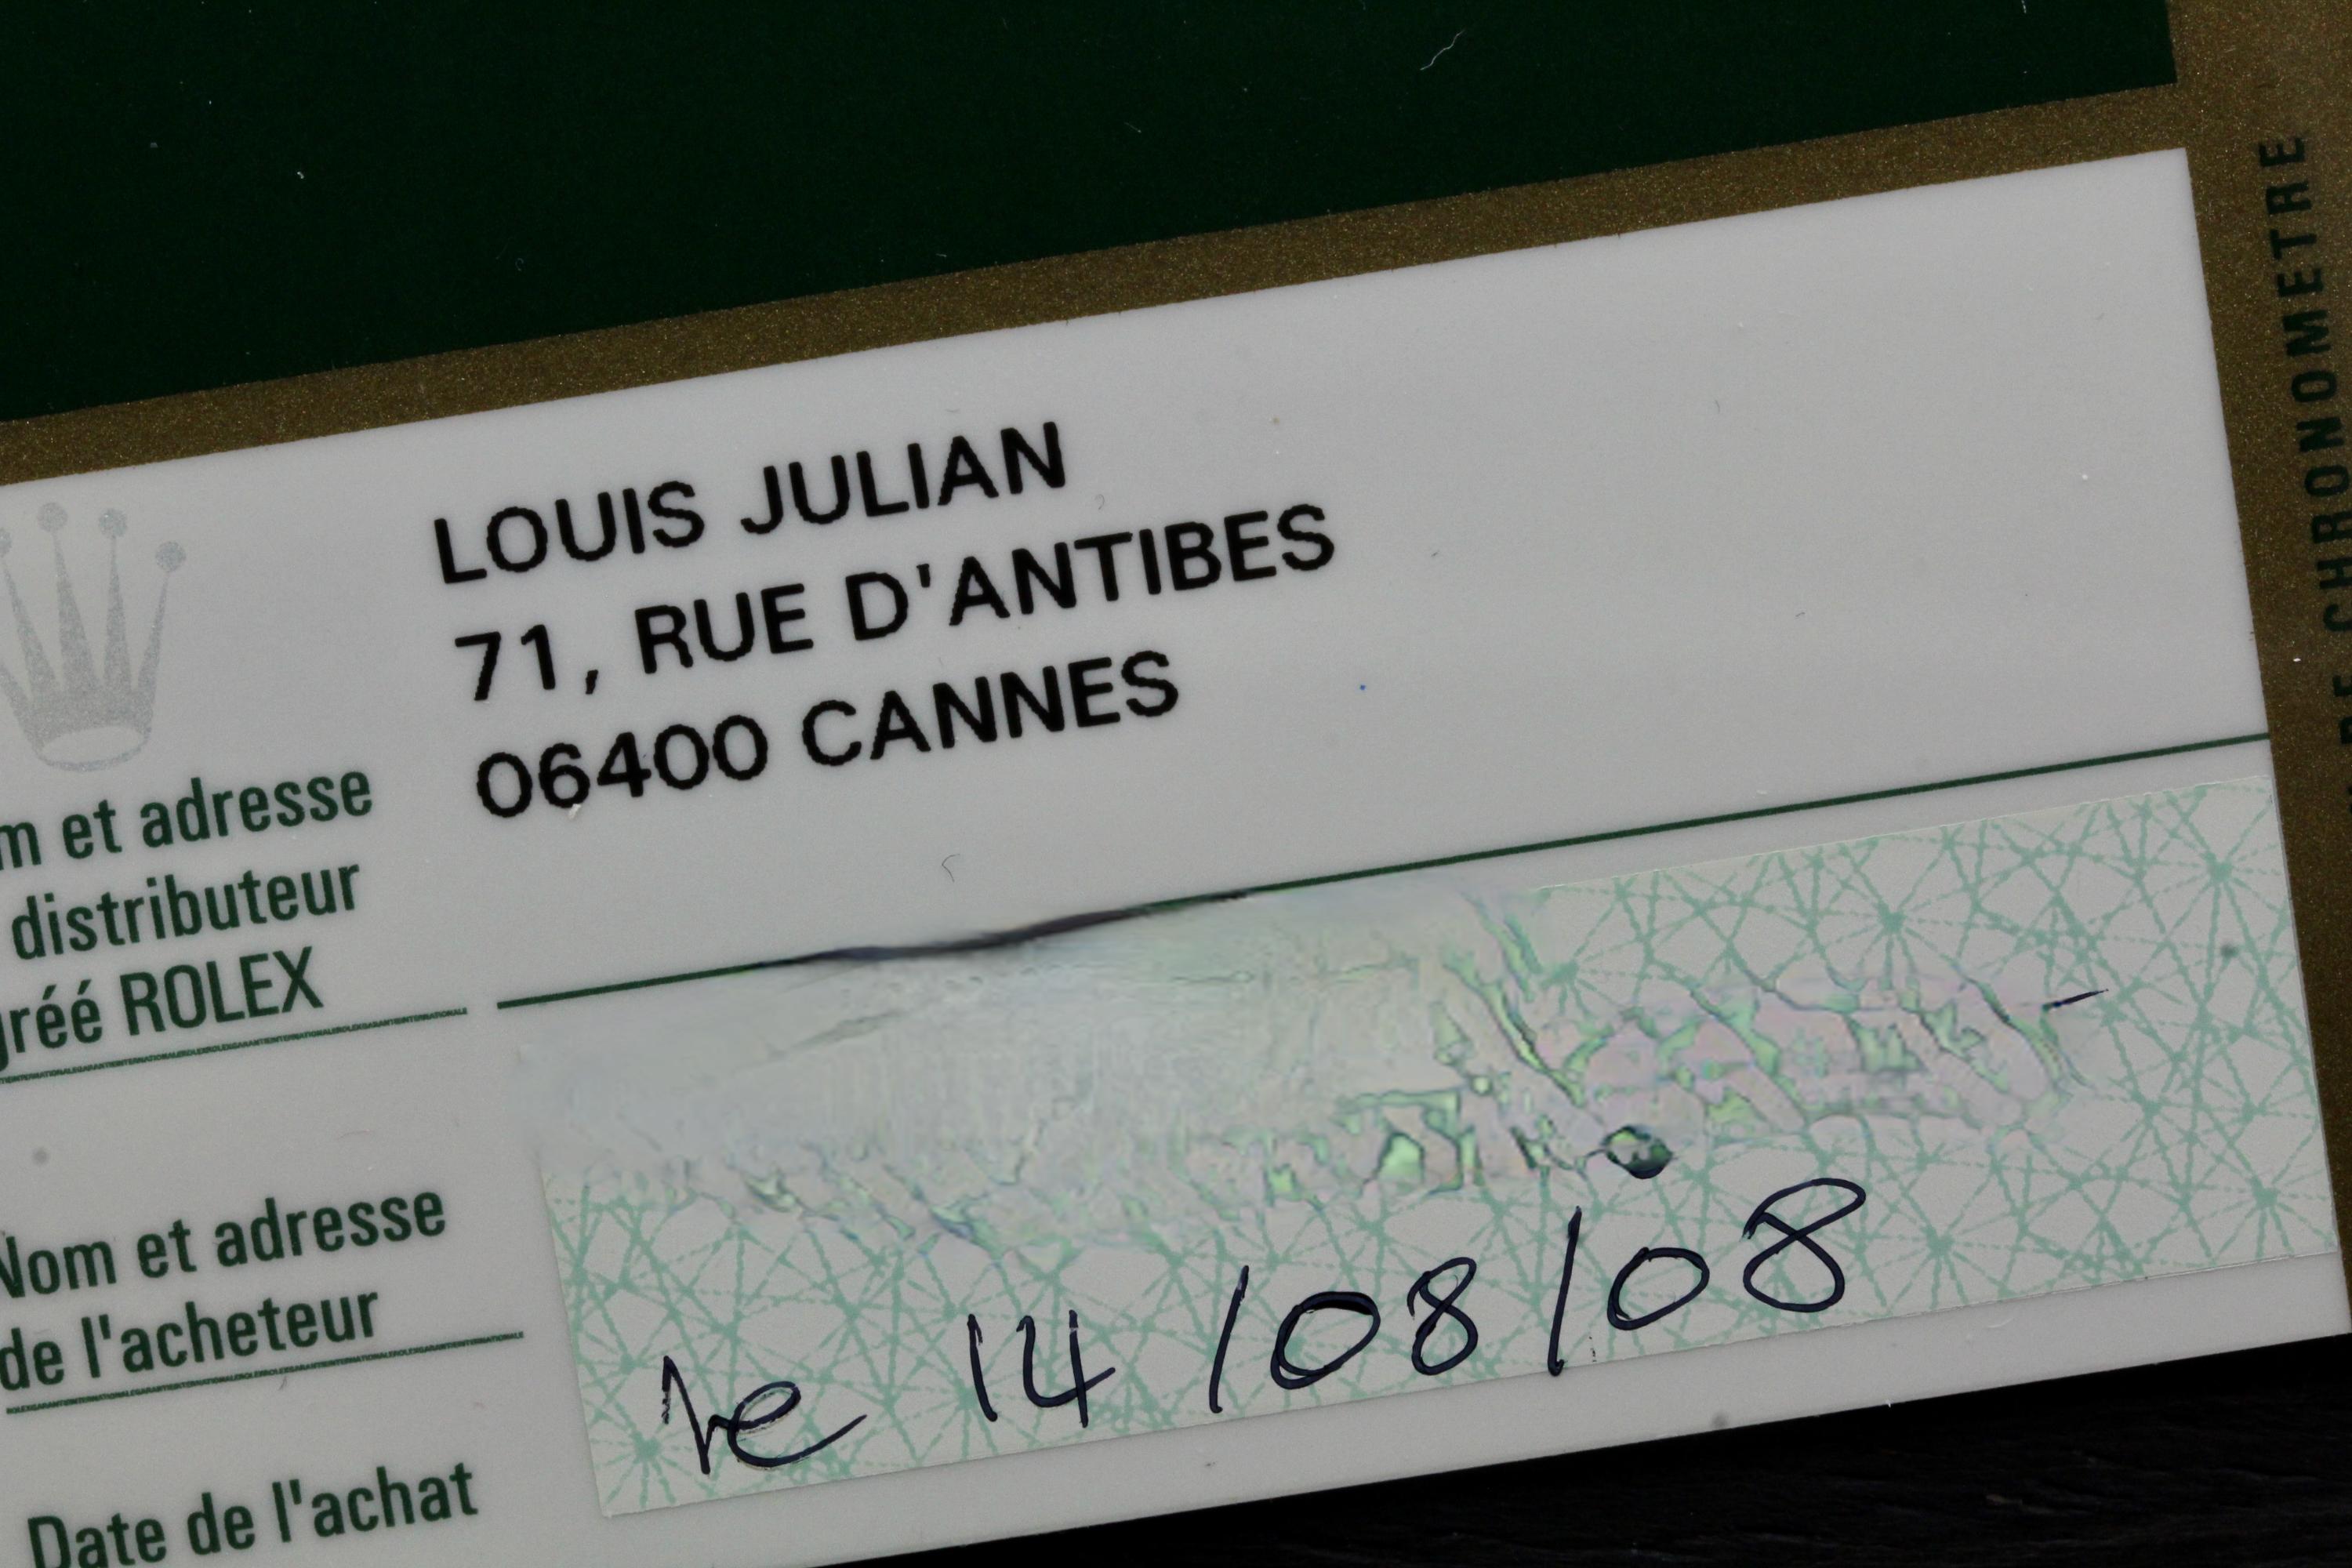 LOUIS JULIAN
71, RUE D'ANTIBES
06400 CANNES
m et adresse
distributeur
gréé ROLEX
Nom et adresse
de l'acheteur
le 14/08/08
Date de l'achat
DE CHRONOMETRE